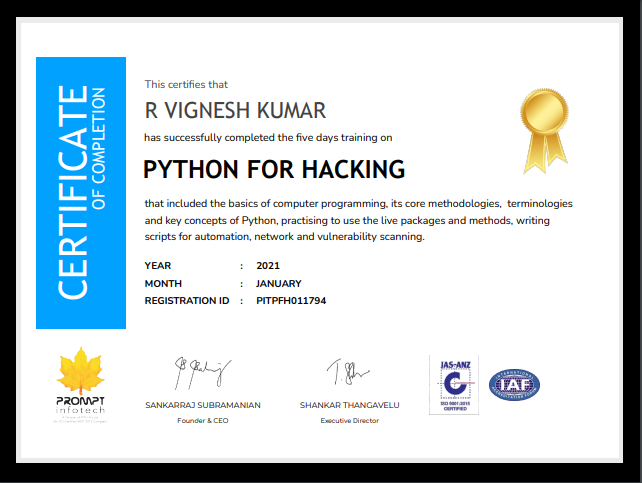 CERTIFICATE
OF COMPLETION
This certifies that
R VIGNESH KUMAR
has successfully completed the five days training on
PYTHON FOR HACKING
that included the basics of computer programming, its core methodologies, terminologies
and key concepts of Python, practising to use the live packages and methods, writing
scripts for automation, network and vulnerability scanning.
YEAR : 2021
MONTH : JANUARY
REGISTRATION ID : PITPFH011794
PROMPT
infotech
SANKARRAJ SUBRAMANIAN
Founder & CEO
SHANKAR THANGAVELU
Executive Director
JAS-ANZ
ISO 9001:2015
CERTIFIED
INTERNATIONAL
IAF
ACCREDITATION FORUM